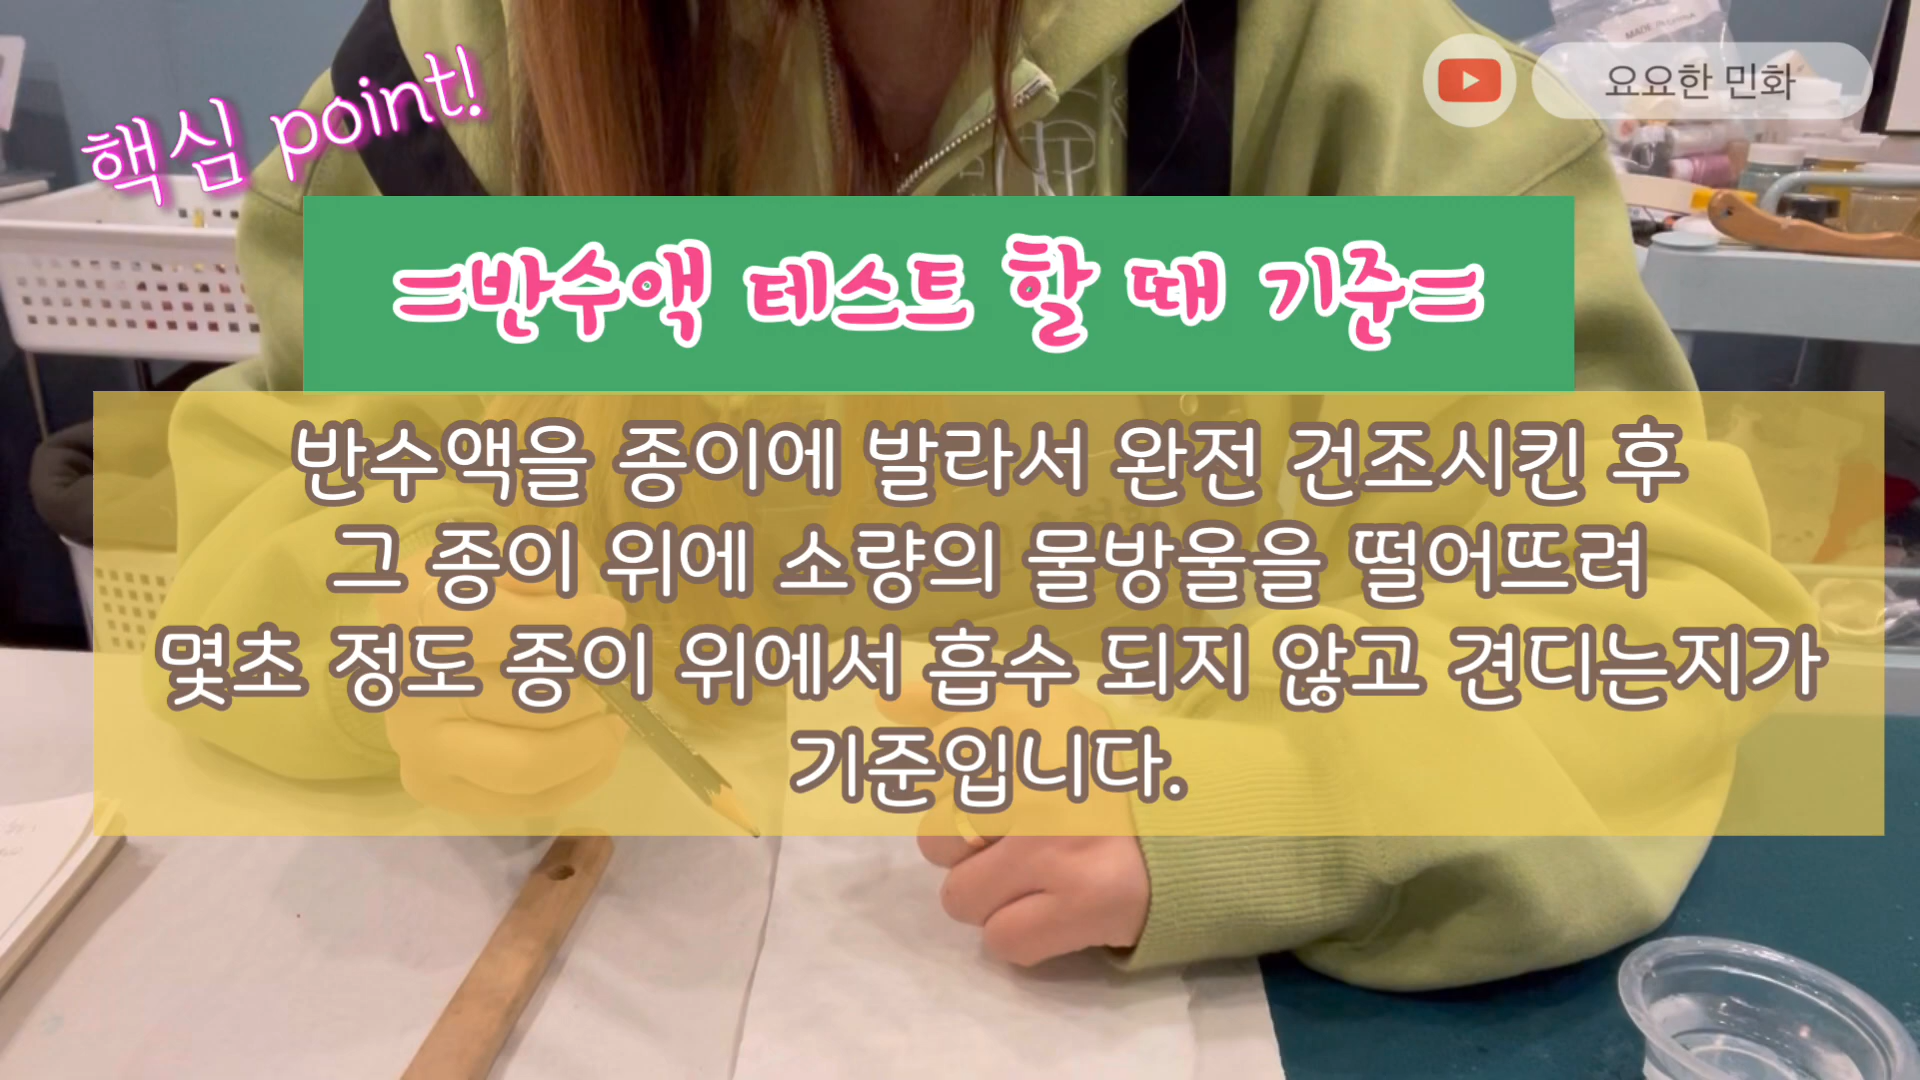 핵심 point!
요요한 민화
=반수액 테스트 할 때 기준=
반수액을 종이에 발라서 완전 건조시킨 후
그 종이 위에 소량의 물방울을 떨어뜨려
몇초 정도 종이 위에서 흡수 되지 않고 견디는지가
기준입니다.